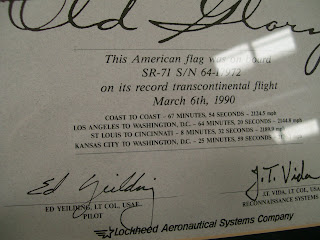 Old Glory
This American flag was on board
SR-71 S/N 64-17972
on its record transcontinental flight
March 6th, 1990
COAST TO COAST - 67 MINUTES, 54 SECONDS - 2124.5 mph
LOS ANGELES TO WASHINGTON, D.C. - 64 MINUTES, 20 SECONDS - 2144.8 mph
ST LOUIS TO CINCINNATI - 8 MINUTES, 32 SECONDS - 2189.9 mph
KANSAS CITY TO WASHINGTON, D.C. - 25 MINUTES, 59 SECONDS
Ed Yeilding
J.T. Vida
ED YEILDING, LT COL, USAF
PILOT
J.T. VIDA, LT COL, USAF
RECONNAISSANCE SYSTEMS
Lockheed Aeronautical Systems Company